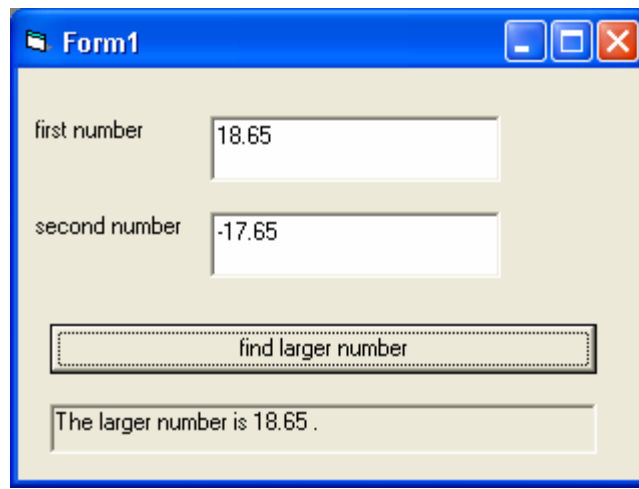 Form1
first number
18.65
second number
-17.65
find larger number
The larger number is 18.65 .